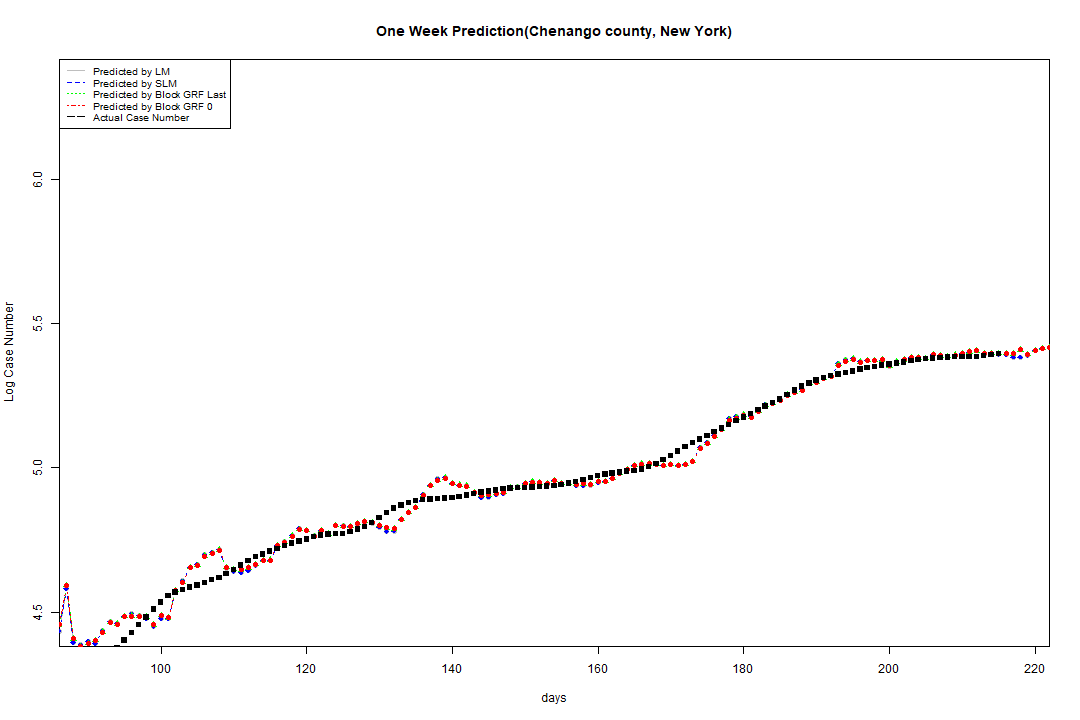 One Week Prediction(Chenango county, New York)
Predicted by LM
Predicted by SLM
Predicted by Block GRF Last
Predicted by Block GRF 0
Actual Case Number
6.0
5.5
5.0
4.5
Log Case Number
100 120 140 160 180 200 220
days